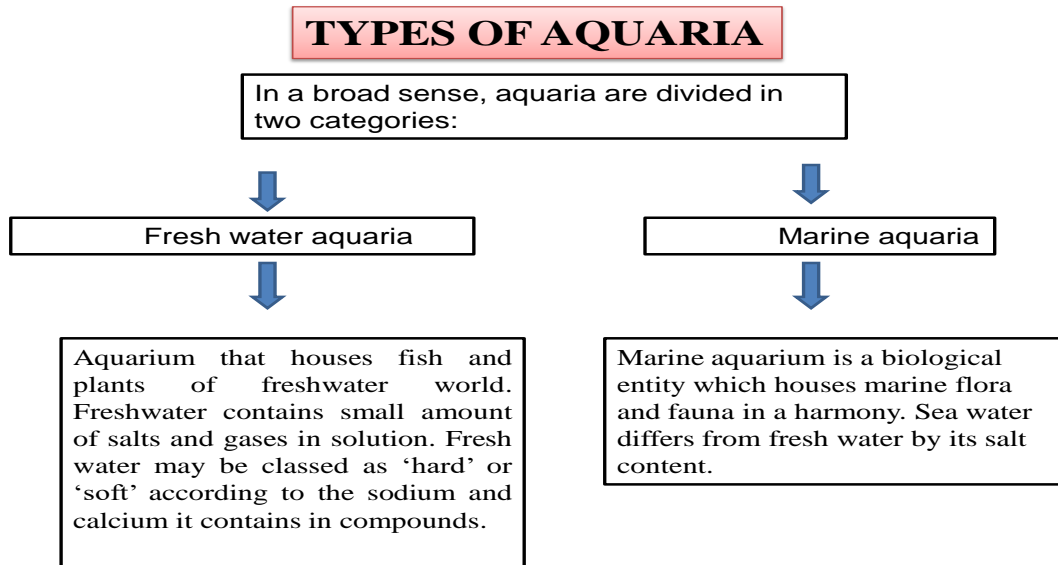 TYPES OF AQUARIA
In a broad sense, aquaria are divided in
two categories:
Fresh water aquaria
Marine aquaria
Aquarium that houses fish and
plants of freshwater world.
Freshwater contains small amount
of salts and gases in solution. Fresh
water may be classed as ‘hard’ or
‘soft’ according to the sodium and
calcium it contains in compounds.
Marine aquarium is a biological
entity which houses marine flora
and fauna in a harmony. Sea water
differs from fresh water by its salt
content.